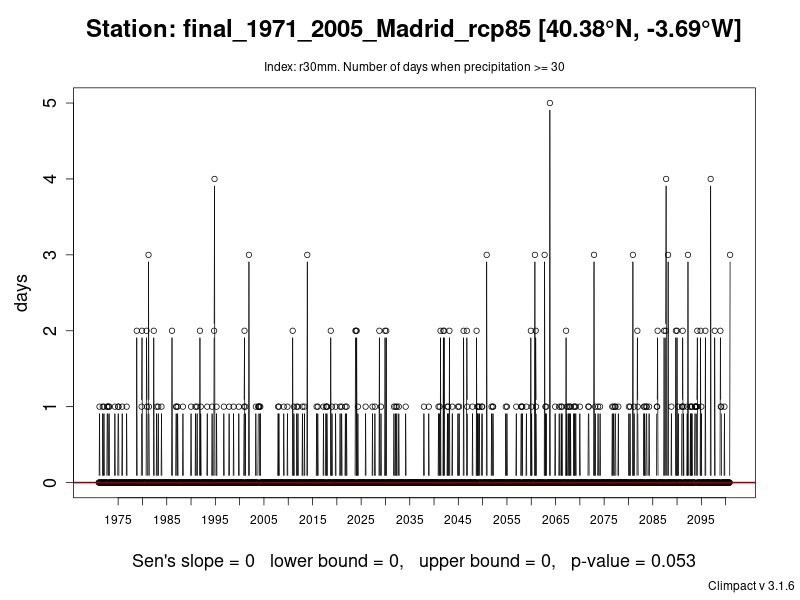 Station: final_1971_2005_Madrid_rcp85 [40.38°N, -3.69°W]
Index: r30mm. Number of days when precipitation >= 30
5
4
3
2
1
0
days
1975 1985 1995 2005 2015 2025 2035 2045 2055 2065 2075 2085 2095
Sen's slope = 0 lower bound = 0, upper bound = 0, p-value = 0.053
Climpact v 3.1.6